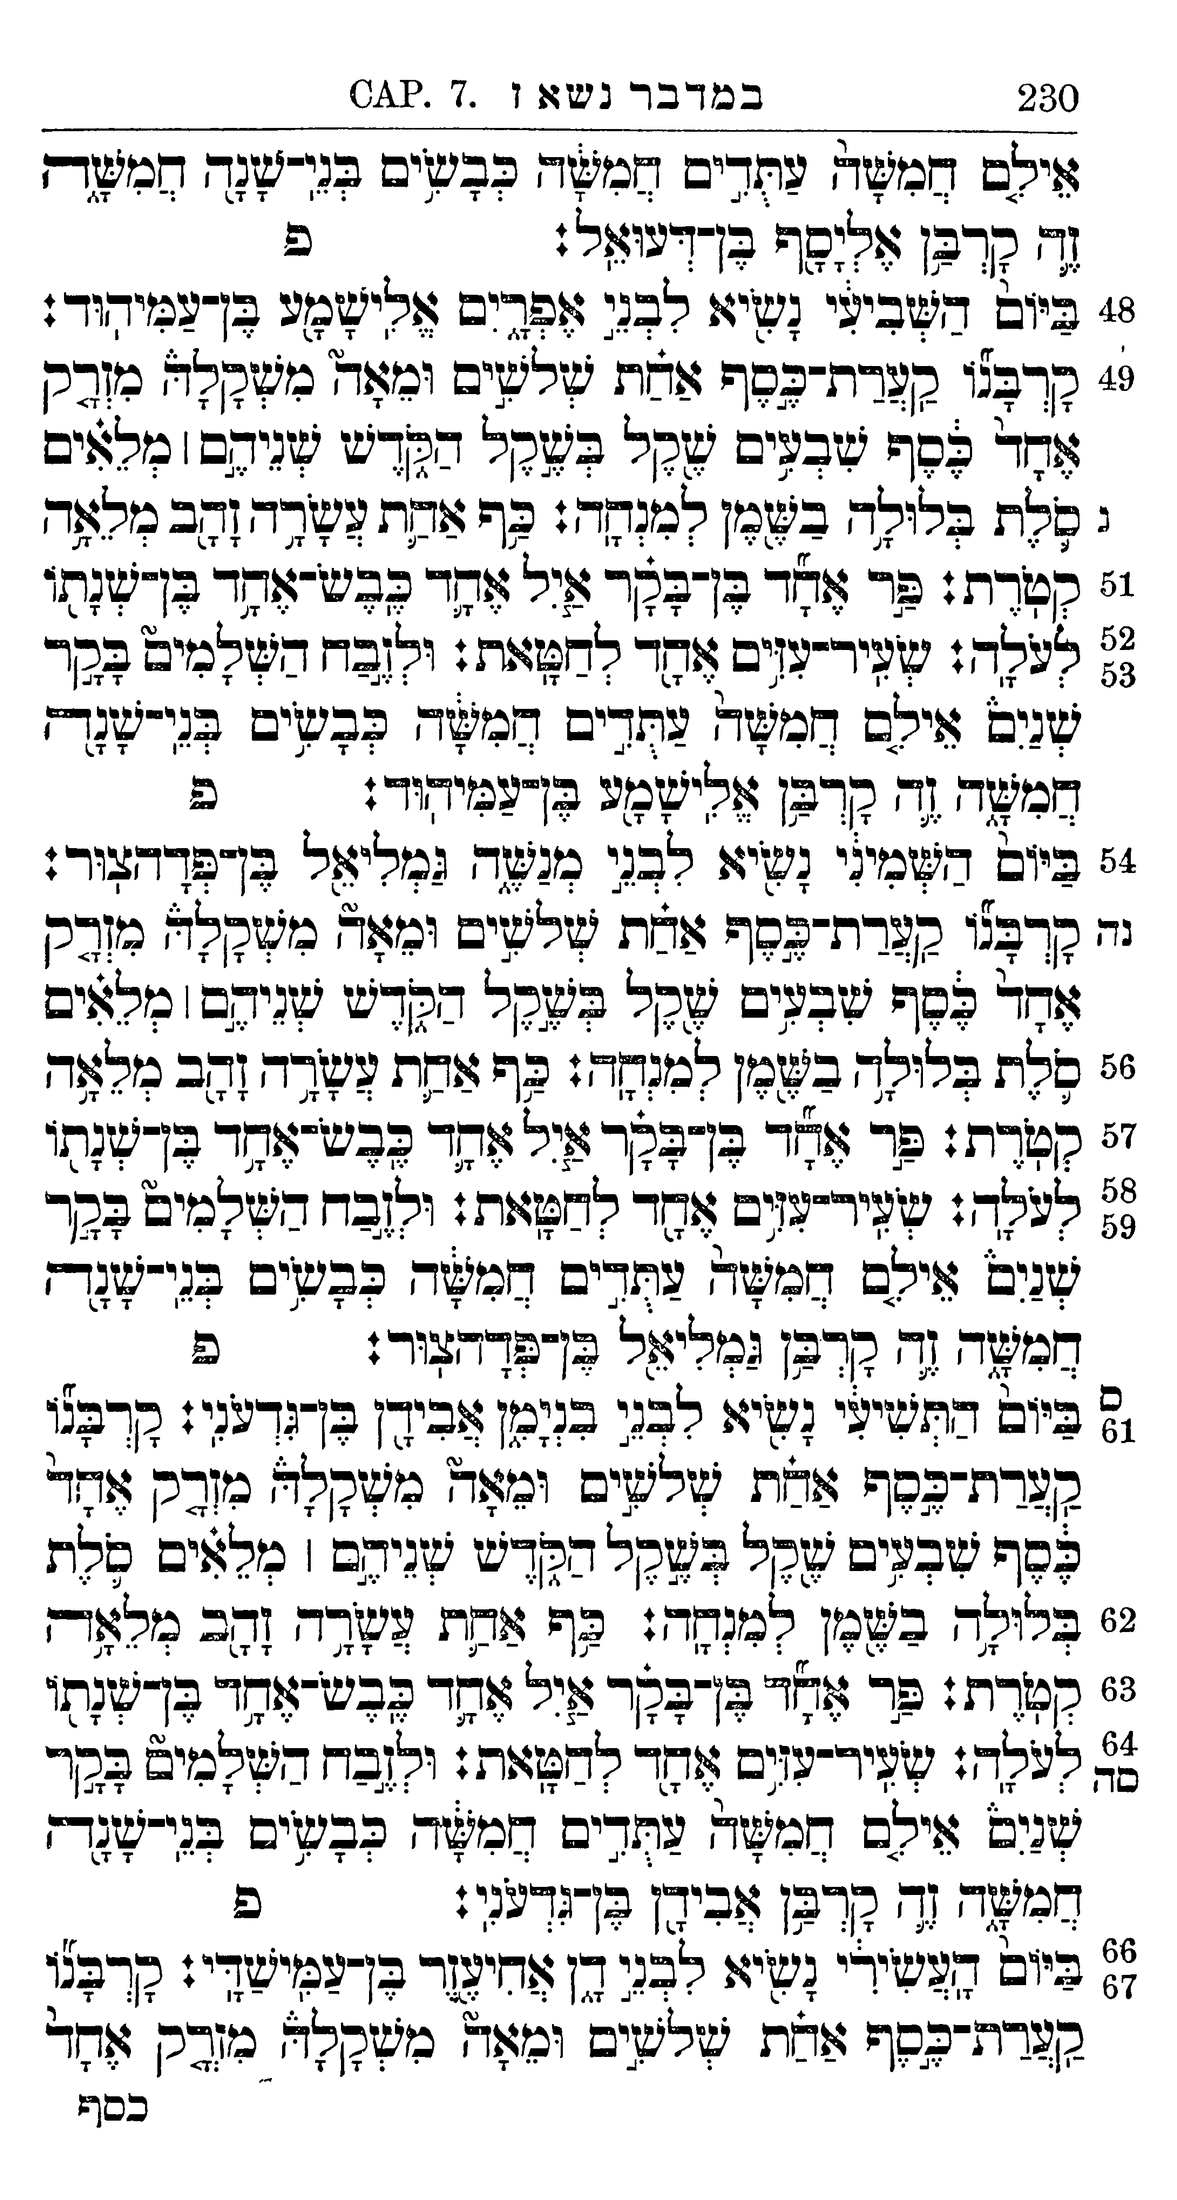 230 במדבר נשא ז CAP. 7.
אֵילִ֤ם חֲמִשָּׁה֙ עַתֻּדִ֣ים חֲמִשָּׁ֔ה כְּבָשִׂ֥ים בְּנֵֽי־שָׁנָ֖ה חֲמִשָּׁ֑ה
זֶ֛ה קׇרְבַּ֥ן אֶלְיָסָ֖ף בֶּן־דְּעוּאֵֽל׃ פ
48 בַּיּוֹם֙ הַשְּׁבִיעִ֔י נָשִׂ֖יא לִבְנֵ֣י אֶפְרָ֑יִם אֱלִֽישָׁמָ֖ע בֶּן־עַמִּיהֽוּד׃
49 קׇרְבָּנ֞וֹ קַֽעֲרַת־כֶּ֣סֶף אַחַ֗ת שְׁלֹשִׁ֣ים וּמֵאָה֮ מִשְׁקָלָהּ֒ מִזְרָ֤ק
אֶחָד֙ כֶּ֔סֶף שִׁבְעִ֥ים שֶׁ֖קֶל בְּשֶׁ֣קֶל הַקֹּ֑דֶשׁ שְׁנֵיהֶ֣ם ׀ מְלֵאִ֗ים
נ סֹ֛לֶת בְּלוּלָ֥ה בַשֶּׁ֖מֶן לְמִנְחָֽה׃ כַּ֥ף אַחַ֛ת עֲשָׂרָ֥ה זָהָ֖ב מְלֵאָ֥ה
51 קְטֹֽרֶת׃ פַּ֣ר אֶחָ֞ד בֶּן־בָּקָ֗ר אַ֧יִל אֶחָ֛ד כֶּֽבֶשׂ־אֶחָ֥ד בֶּן־שְׁנָת֖וֹ
52 53 לְעֹלָֽה׃ שְׂעִֽיר־עִזִּ֥ים אֶחָ֖ד לְחַטָּֽאת׃ וּלְזֶ֣בַח הַשְּׁלָמִים֮ בָּקָ֣ר
שְׁנַיִם֒ אֵילִ֤ם חֲמִשָּׁה֙ עַתֻּדִ֣ים חֲמִשָּׁ֔ה כְּבָשִׂ֥ים בְּנֵֽי־שָׁנָ֖ה
חֲמִשָּׁ֑ה זֶ֛ה קׇרְבַּ֥ן אֱלִֽישָׁמָ֖ע בֶּן־עַמִּיהֽוּד׃ פ
54 בַּיּוֹם֙ הַשְּׁמִינִ֔י נָשִׂ֖יא לִבְנֵ֣י מְנַשֶּׁ֑ה גַּמְלִיאֵ֖ל בֶּן־פְּדָהצֽוּר׃
נה קׇרְבָּנ֞וֹ קַֽעֲרַת־כֶּ֣סֶף אַחַ֗ת שְׁלֹשִׁ֣ים וּמֵאָה֮ מִשְׁקָלָהּ֒ מִזְרָ֤ק
אֶחָד֙ כֶּ֔סֶף שִׁבְעִ֥ים שֶׁ֖קֶל בְּשֶׁ֣קֶל הַקֹּ֑דֶשׁ שְׁנֵיהֶ֣ם ׀ מְלֵאִ֗ים
56 סֹ֛לֶת בְּלוּלָ֥ה בַשֶּׁ֖מֶן לְמִנְחָֽה׃ כַּ֥ף אַחַ֛ת עֲשָׂרָ֥ה זָהָ֖ב מְלֵאָ֥ה
57 קְטֹֽרֶת׃ פַּ֣ר אֶחָ֞ד בֶּן־בָּקָ֗ר אַ֧יִל אֶחָ֛ד כֶּֽבֶשׂ־אֶחָ֥ד בֶּן־שְׁנָת֖וֹ
58 59 לְעֹלָֽה׃ שְׂעִֽיר־עִזִּ֥ים אֶחָ֖ד לְחַטָּֽאת׃ וּלְזֶ֣בַח הַשְּׁלָמִים֮ בָּקָ֣ר
שְׁנַיִם֒ אֵילִ֤ם חֲמִשָּׁה֙ עַתֻּדִ֣ים חֲמִשָּׁ֔ה כְּבָשִׂ֥ים בְּנֵֽי־שָׁנָ֖ה
חֲמִשָּׁ֑ה זֶ֛ה קׇרְבַּ֥ן גַּמְלִיאֵ֖ל בֶּן־פְּדָהצֽוּר׃ פ
ס 61 בַּיּוֹם֙ הַתְּשִׁיעִ֔י נָשִׂ֖יא לִבְנֵ֣י בִנְיָמִ֑ן אֲבִידָ֖ן בֶּן־גִּדְעֹנִֽי׃ קׇרְבָּנ֞וֹ
קַֽעֲרַת־כֶּ֣סֶף אַחַ֗ת שְׁלֹשִׁ֣ים וּמֵאָה֮ מִשְׁקָלָהּ֒ מִזְרָ֤ק אֶחָד֙
כֶּ֔סֶף שִׁבְעִ֥ים שֶׁ֖קֶל בְּשֶׁ֣קֶל הַקֹּ֑דֶשׁ שְׁנֵיהֶ֣ם ׀ מְלֵאִ֗ים סֹ֛לֶת
62 בְּלוּלָ֥ה בַשֶּׁ֖מֶן לְמִנְחָֽה׃ כַּ֥ף אַחַ֛ת עֲשָׂרָ֥ה זָהָ֖ב מְלֵאָ֥ה
63 קְטֹֽרֶת׃ פַּ֣ר אֶחָ֞ד בֶּן־בָּקָ֗ר אַ֧יִל אֶחָ֛ד כֶּֽבֶשׂ־אֶחָ֥ד בֶּן־שְׁנָת֖וֹ
64 סה לְעֹלָֽה׃ שְׂעִֽיר־עִזִּ֥ים אֶחָ֖ד לְחַטָּֽאת׃ וּלְזֶ֣בַח הַשְּׁלָמִים֮ בָּקָ֣ר
שְׁנַיִם֒ אֵילִ֤ם חֲמִשָּׁה֙ עַתֻּדִ֣ים חֲמִשָּׁ֔ה כְּבָשִׂ֥ים בְּנֵֽי־שָׁנָ֖ה
חֲמִשָּׁ֑ה זֶ֛ה קׇרְבַּ֥ן אֲבִידָ֖ן בֶּן־גִּדְעֹנִֽי׃ פ
66 67 בַּיּוֹם֙ הָֽעֲשִׂירִ֔י נָשִׂ֖יא לִבְנֵ֣י דָ֑ן אֲחִיעֶ֖זֶר בֶּן־עַמִּֽישַׁדָּֽי׃ קׇרְבָּנ֞וֹ
קַֽעֲרַת־כֶּ֣סֶף אַחַ֗ת שְׁלֹשִׁ֣ים וּמֵאָה֮ מִשְׁקָלָהּ֒ מִזְרָ֤ק אֶחָד֙
כסף